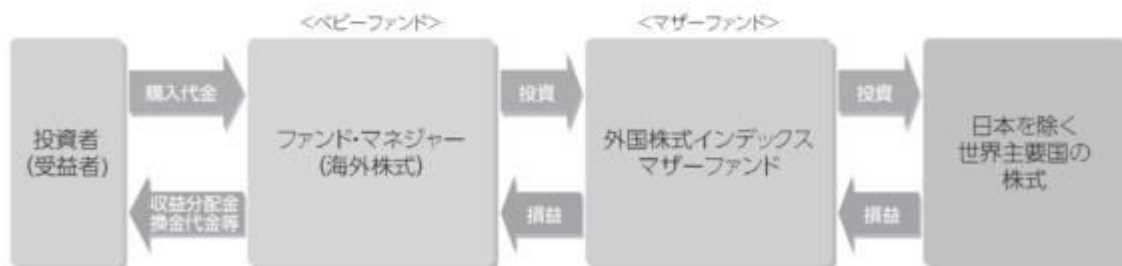 <ベビーファンド>
<マザーファンド>
投資者
(受益者)
購入代金
収益分配金
換金代金等
ファンド・マネジャー
(海外株式)
投資
損益
外国株式インデックス
マザーファンド
投資
損益
日本を除く
世界主要国の
株式